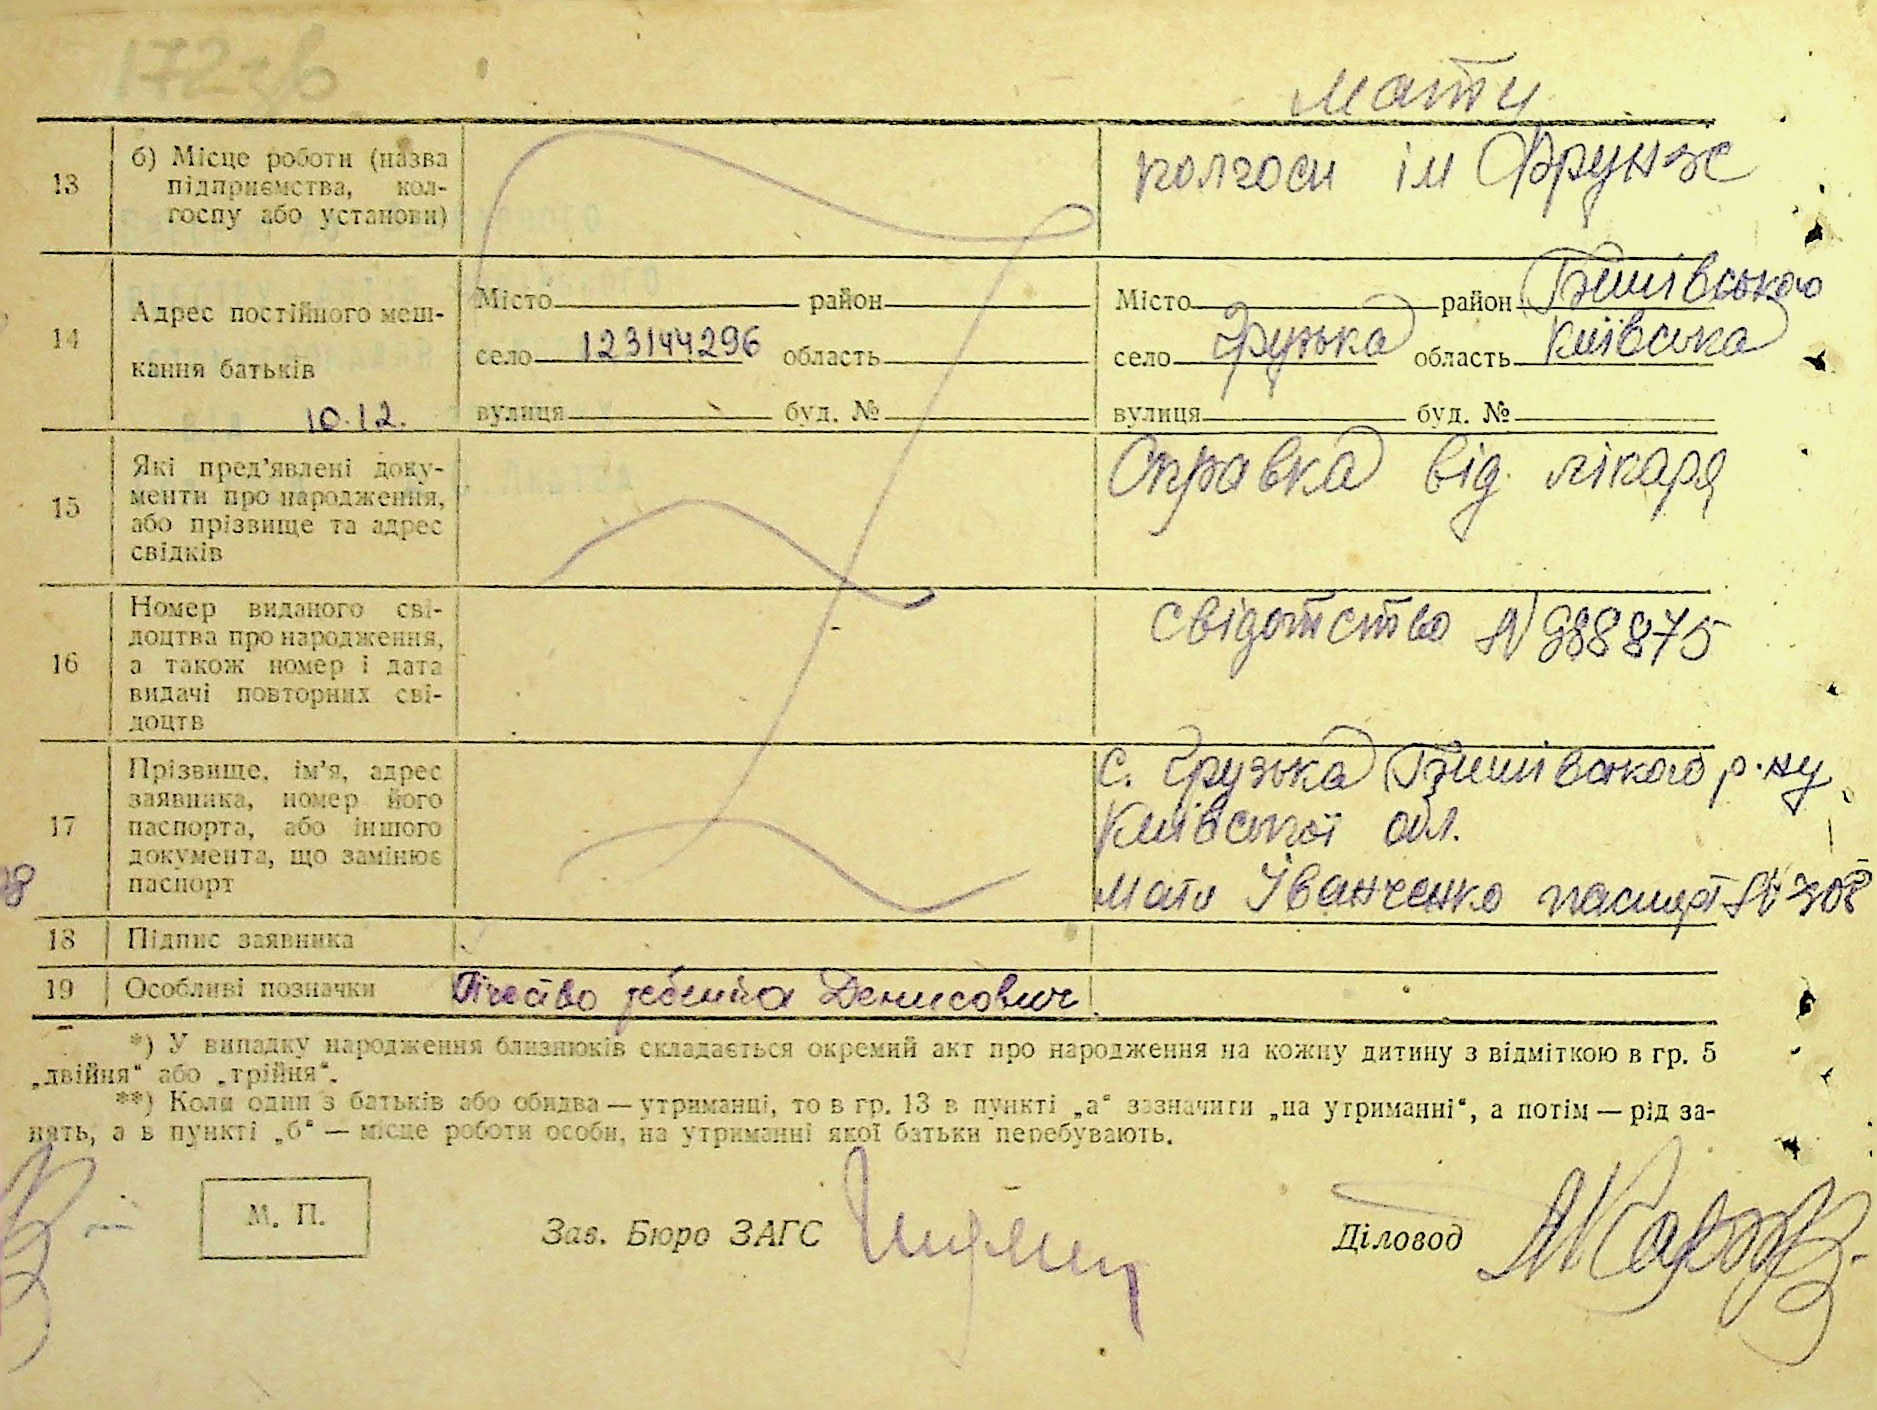 172зв
Мати
13 б) Місце роботи (назва підприємства, кол-госпу або установи) колгосп ім Фрунзе
14 Адрес постійного меш-кання батьків 10.12.
Місто район Місто район Бишівського
село 123144296 область село Грузька область Київська
вулиця буд. № вулиця буд. №
15 Які пред'явлені доку-
менти про народження,
або прізвище та адрес
свідків
Справка від лікаря
16 Номер виданого сві-
доцтва про народження,
а також номер і дата
видачі повторних сві-
доцтв
свідотство N 988875
17 Прізвище, ім'я, адрес
заявника, номер його
паспорта, або іншого
документа, що замінює
паспорт
с. Грузька Бишівського р-ну
Київської обл.
Мати Іванченко паспорт №
18 Підпис заявника
19 Особливі позначки Отчество ребенка Денисович
*) У випадку народження близнюків складається окремий акт про народження на кожну дитину з відміткою в гр. 5
„двійня“ або „трійня“.
**) Коли один з батьків або обидва — утриманці, то в гр. 13 в пункті „а“ зазначити „на утриманні“, а потім — рід за-
нять, а в пункті „б“ — місце роботи особи, на утриманні якої батьки перебувають.
М. П.
Зав. Бюро ЗАГС
Діловод